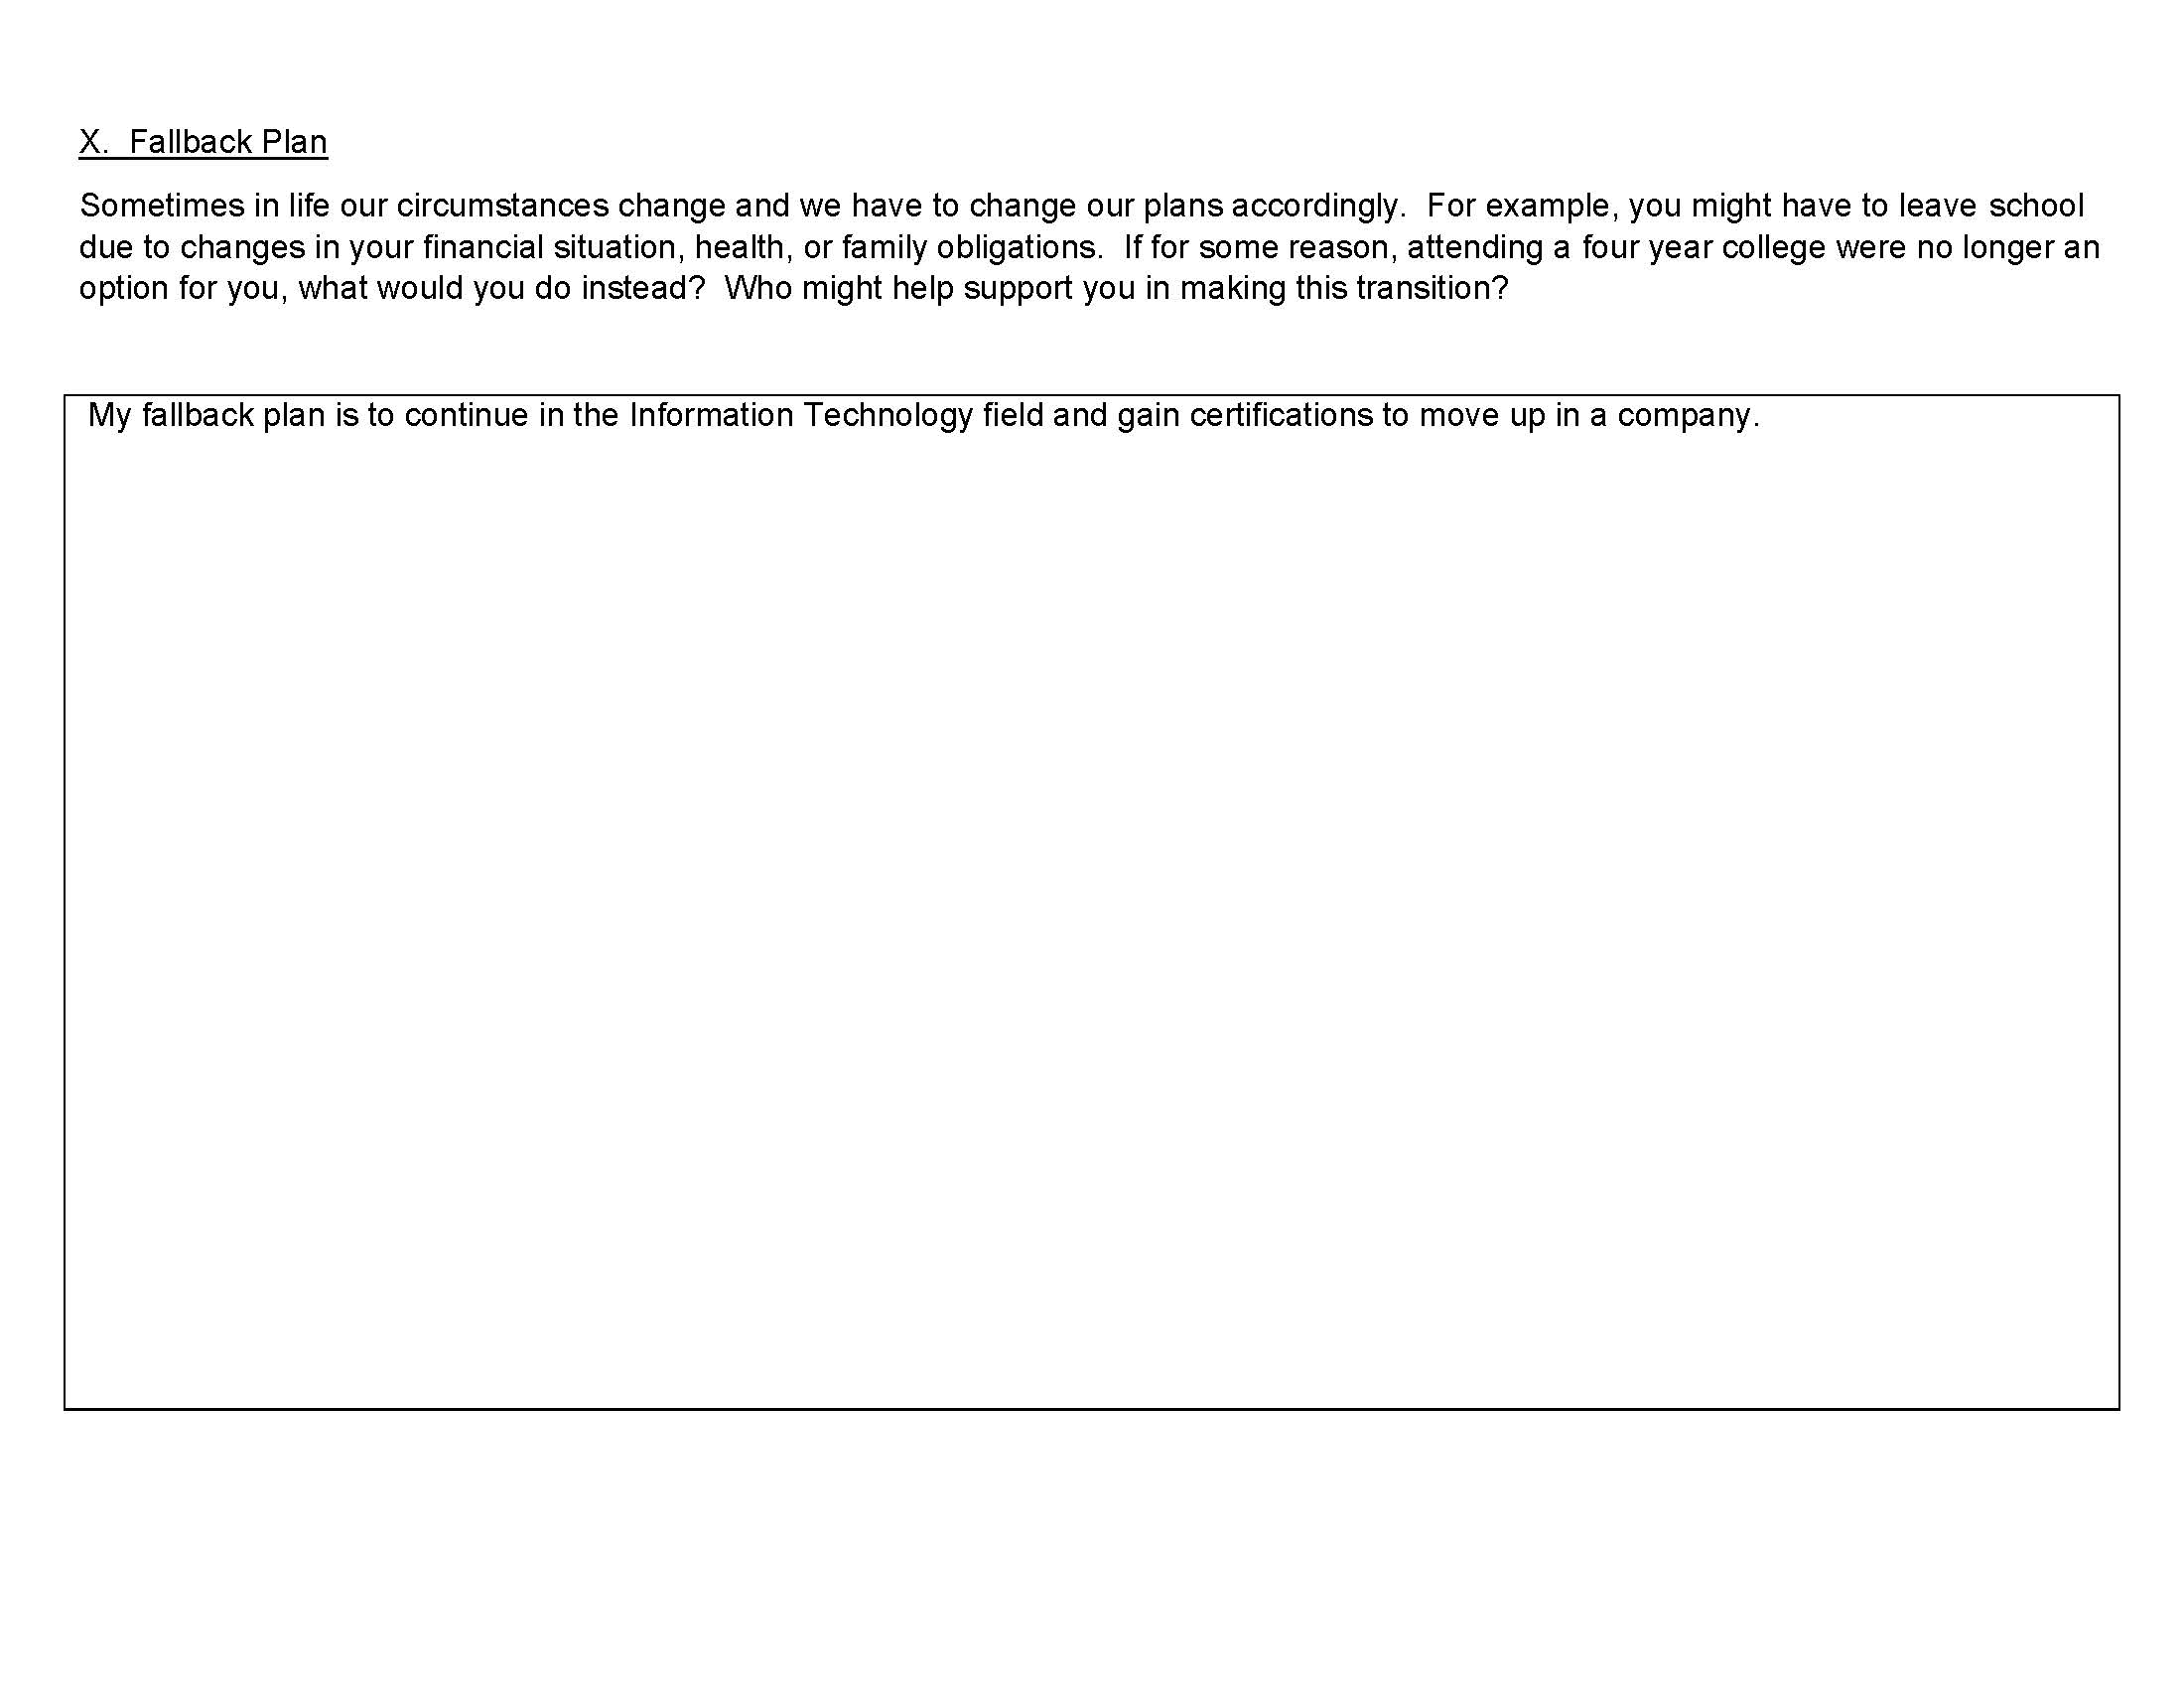 X.  Fallback Plan
Sometimes in life our circumstances change and we have to change our plans accordingly.  For example, you might have to leave school
due to changes in your financial situation, health, or family obligations.  If for some reason, attending a four year college were no longer an
option for you, what would you do instead?  Who might help support you in making this transition?
My fallback plan is to continue in the Information Technology field and gain certifications to move up in a company.